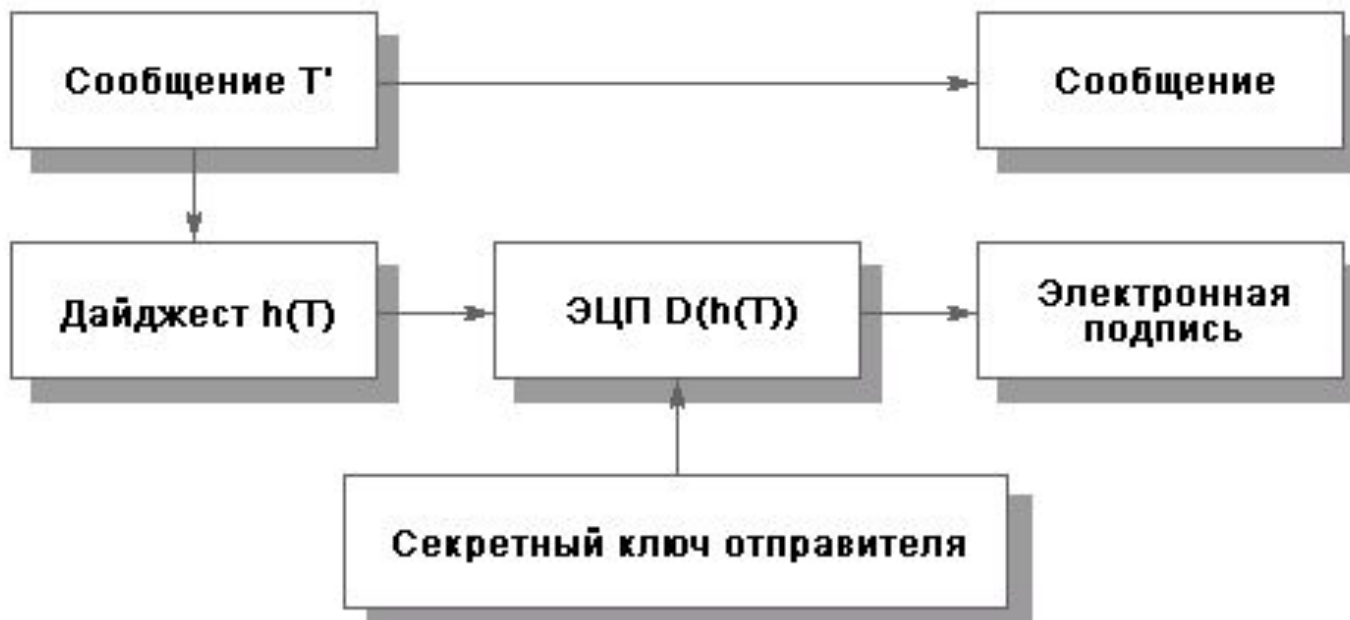 Сообщение T'
Сообщение
Дайджест h(T)
ЭЦП D(h(T))
Электронная
подпись
Секретный ключ отправителя